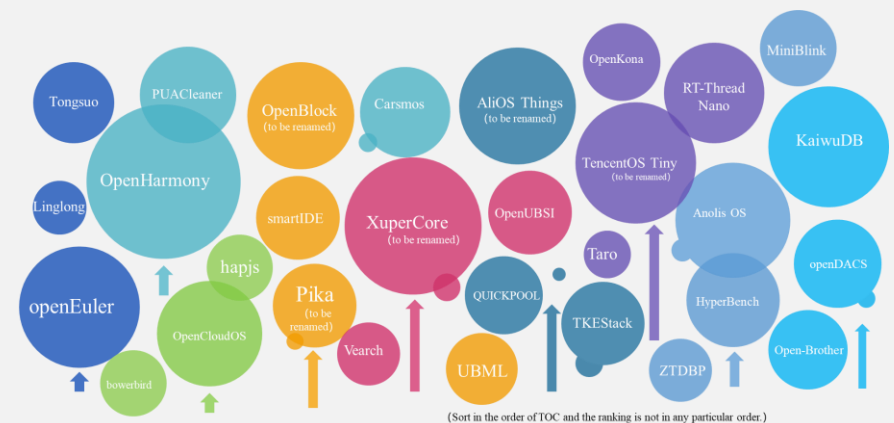 MiniBlink
OpenKona
Tongsuo
PUACleaner
OpenBlock
(to be renamed)
Carsmos
AliOS Things
(to be renamed)
RT-Thread
Nano
KaiwuDB
OpenHarmony
TencentOS Tiny
(to be renamed)
Linglong
smartIDE
XuperCore
(to be renamed)
OpenUBSI
Anolis OS
Taro
openDACS
hapjs
openEuler
Pika
(to be
renamed)
QUICKPOOL
HyperBench
OpenCloudOS
TKEStack
Vearch
Open-Brother
UBML
ZTDBP
bowerbird
(Sort in the order of TOC and the ranking is not in any particular order.)